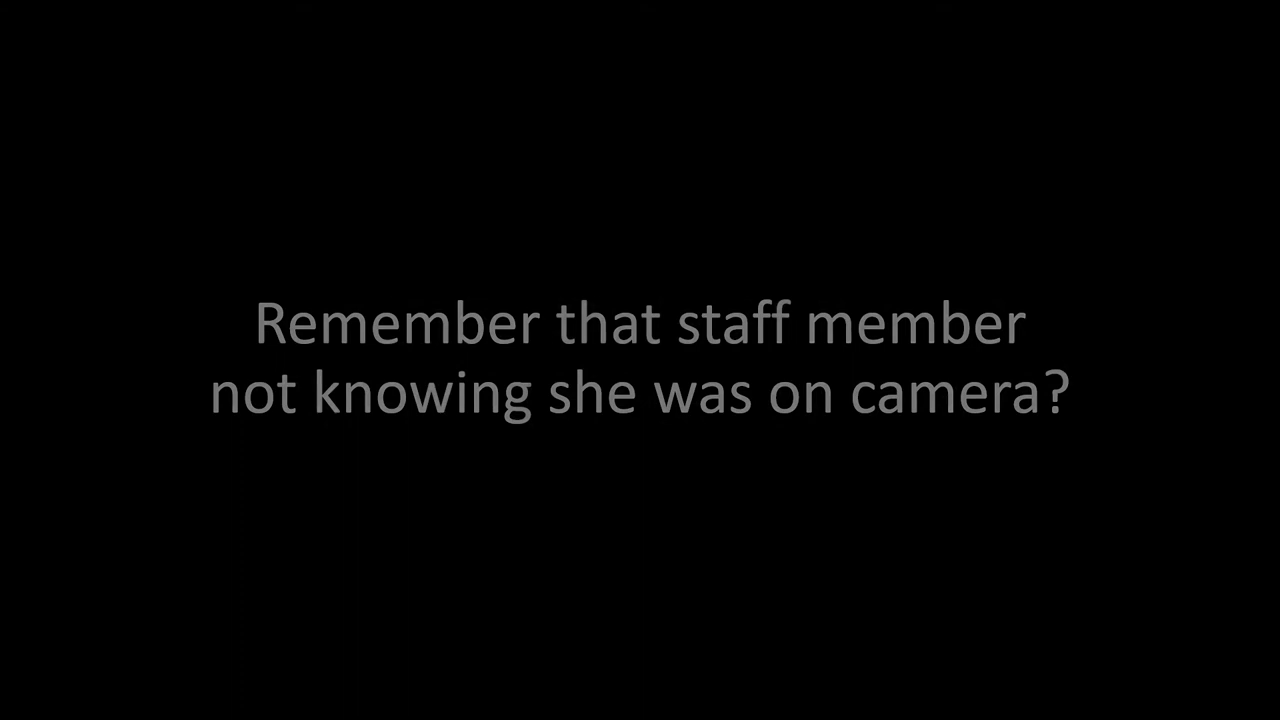 Remember that staff member
not knowing she was on camera?